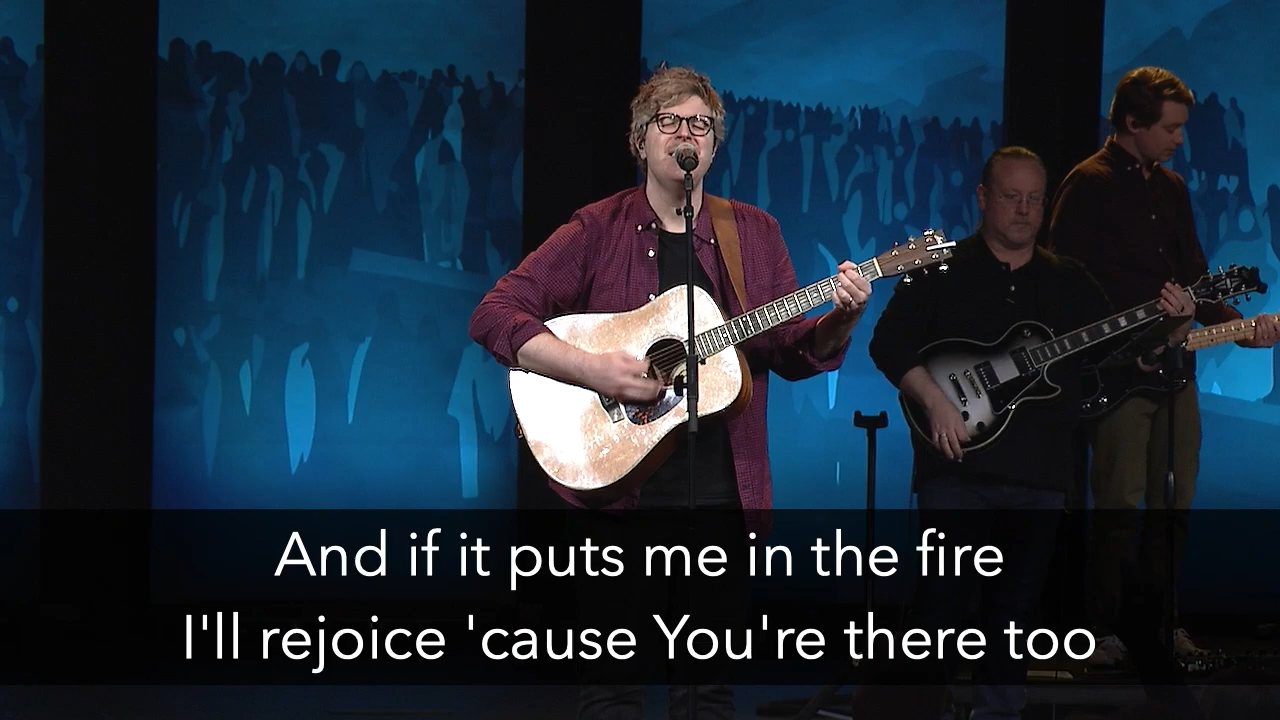 And if it puts me in the fire
I'll rejoice 'cause You're there too